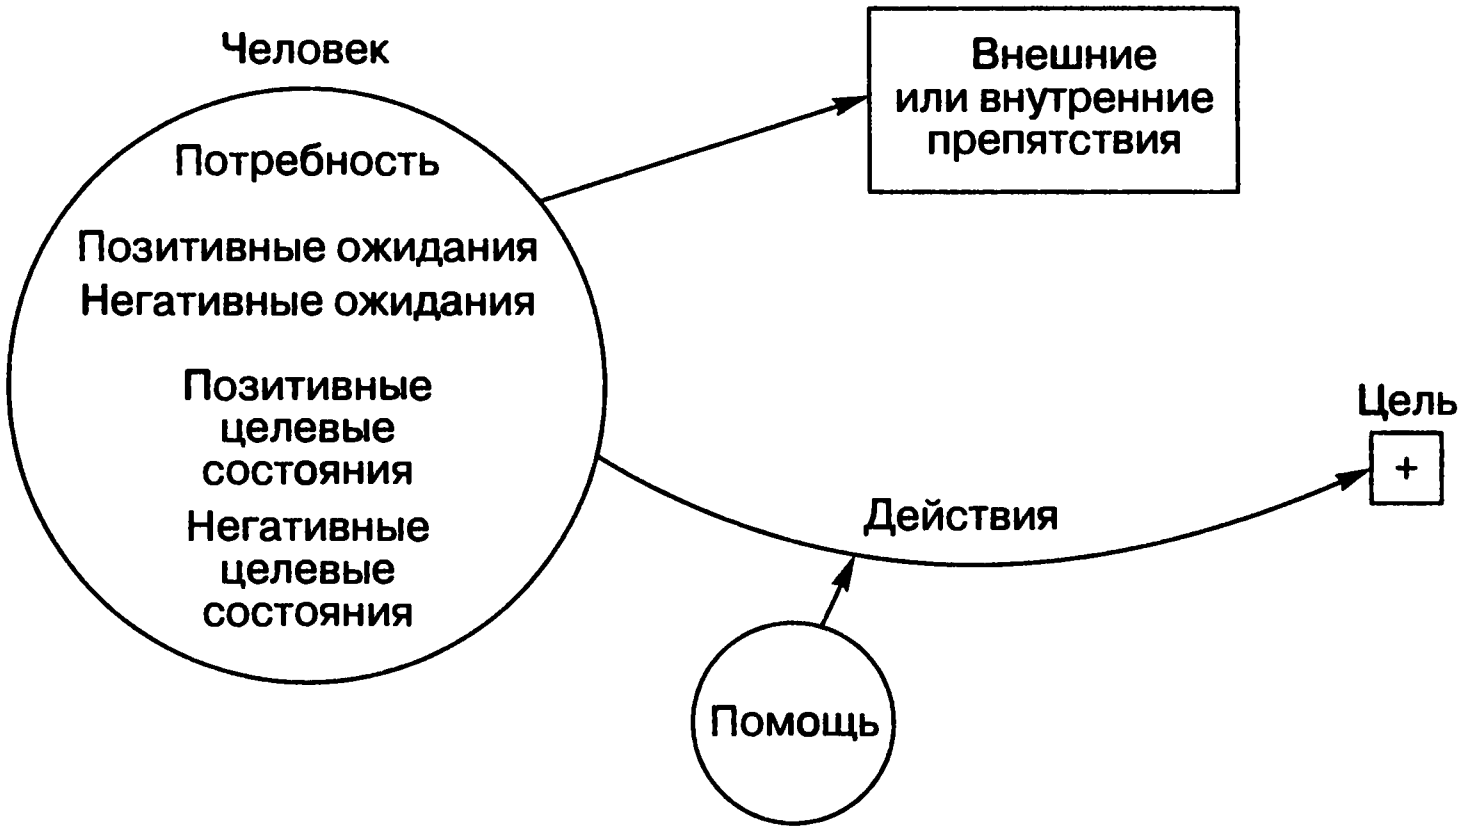 Человек
Потребность
Позитивные ожидания
Негативные ожидания
Позитивные
целевые
состояния
Негативные
целевые
состояния
Внешние
или внутренние
препятствия
Цель
+
Действия
Помощь